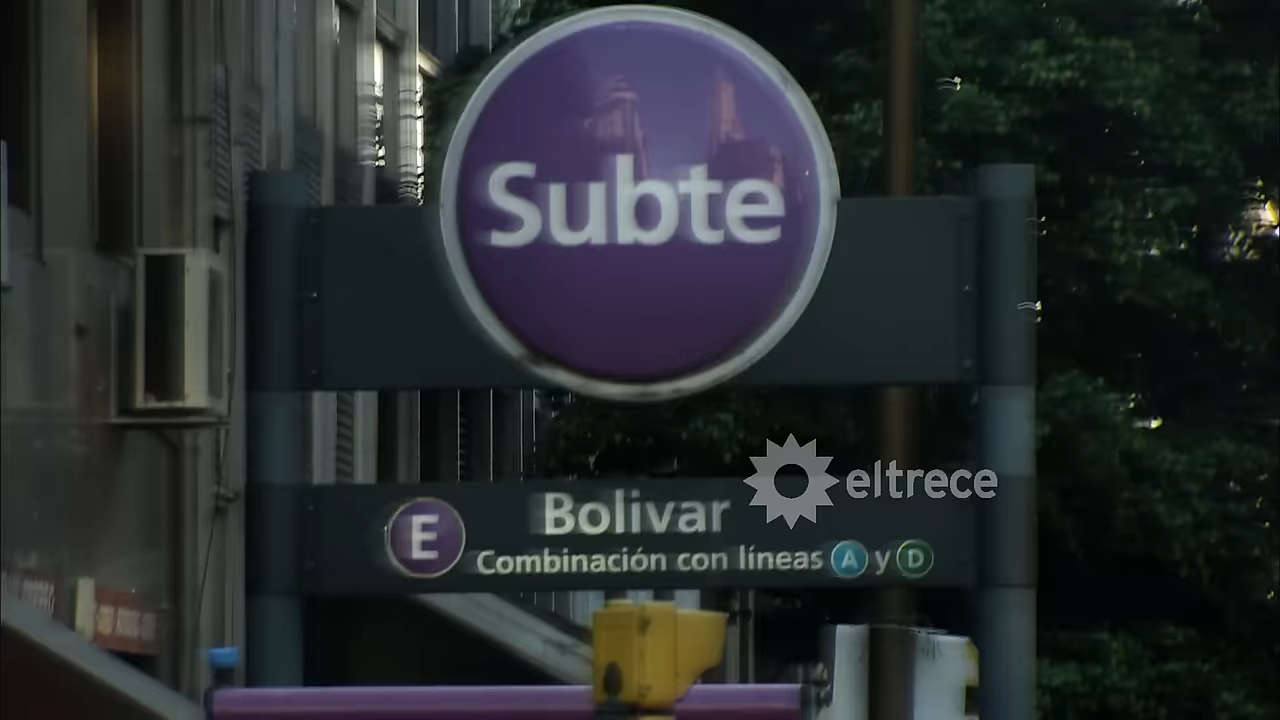 Subte
eltrece
E
Bolivar
Combinación con líneas A y D